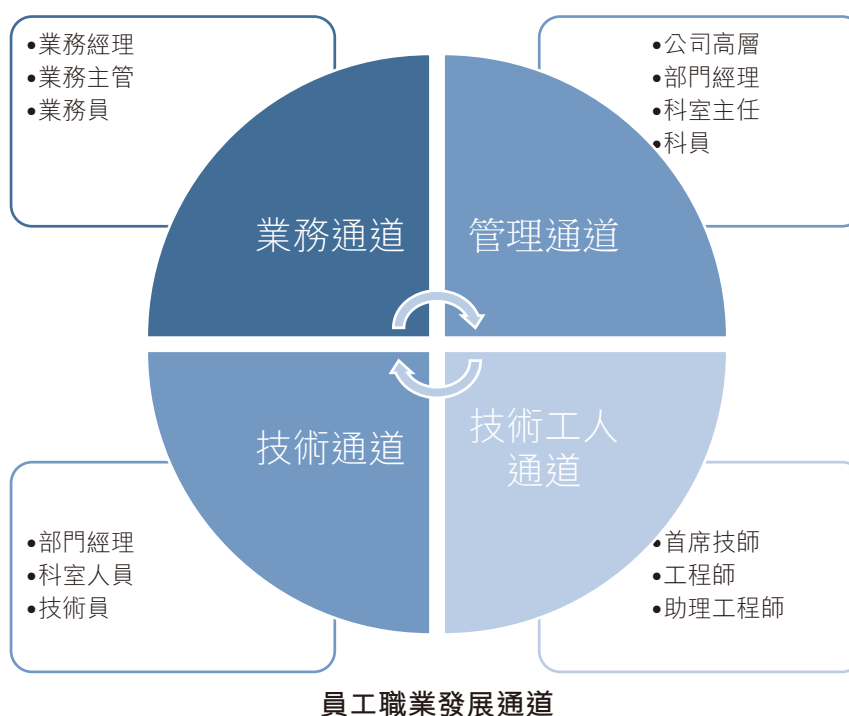 •業務經理
•業務主管
•業務員
•公司高層
•部門經理
•科室主任
•科員
業務通道
管理通道
技術通道
技術工人
通道
•部門經理
•科室人員
•技術員
•首席技師
•工程師
•助理工程師
員工職業發展通道